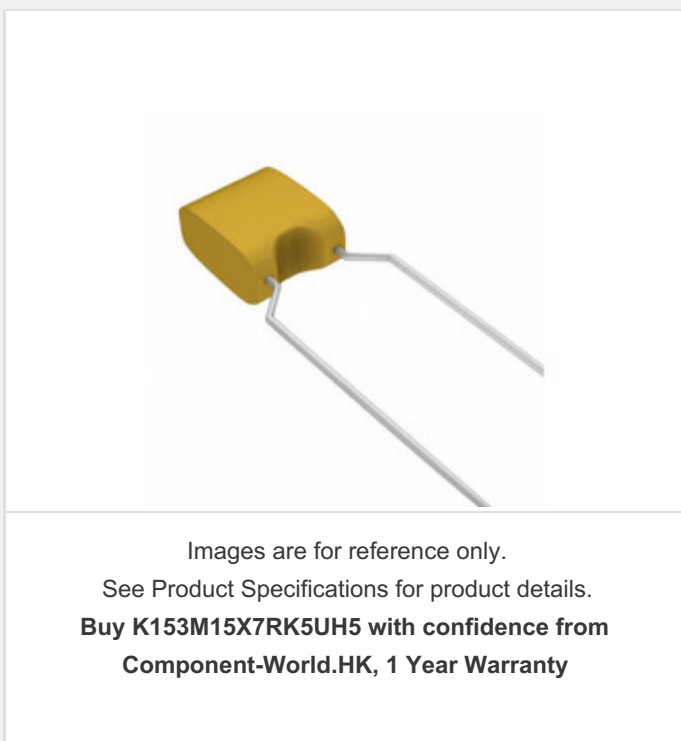 Images are for reference only.
See Product Specifications for product details.
Buy K153M15X7RK5UH5 with confidence from
Component-World.HK, 1 Year Warranty